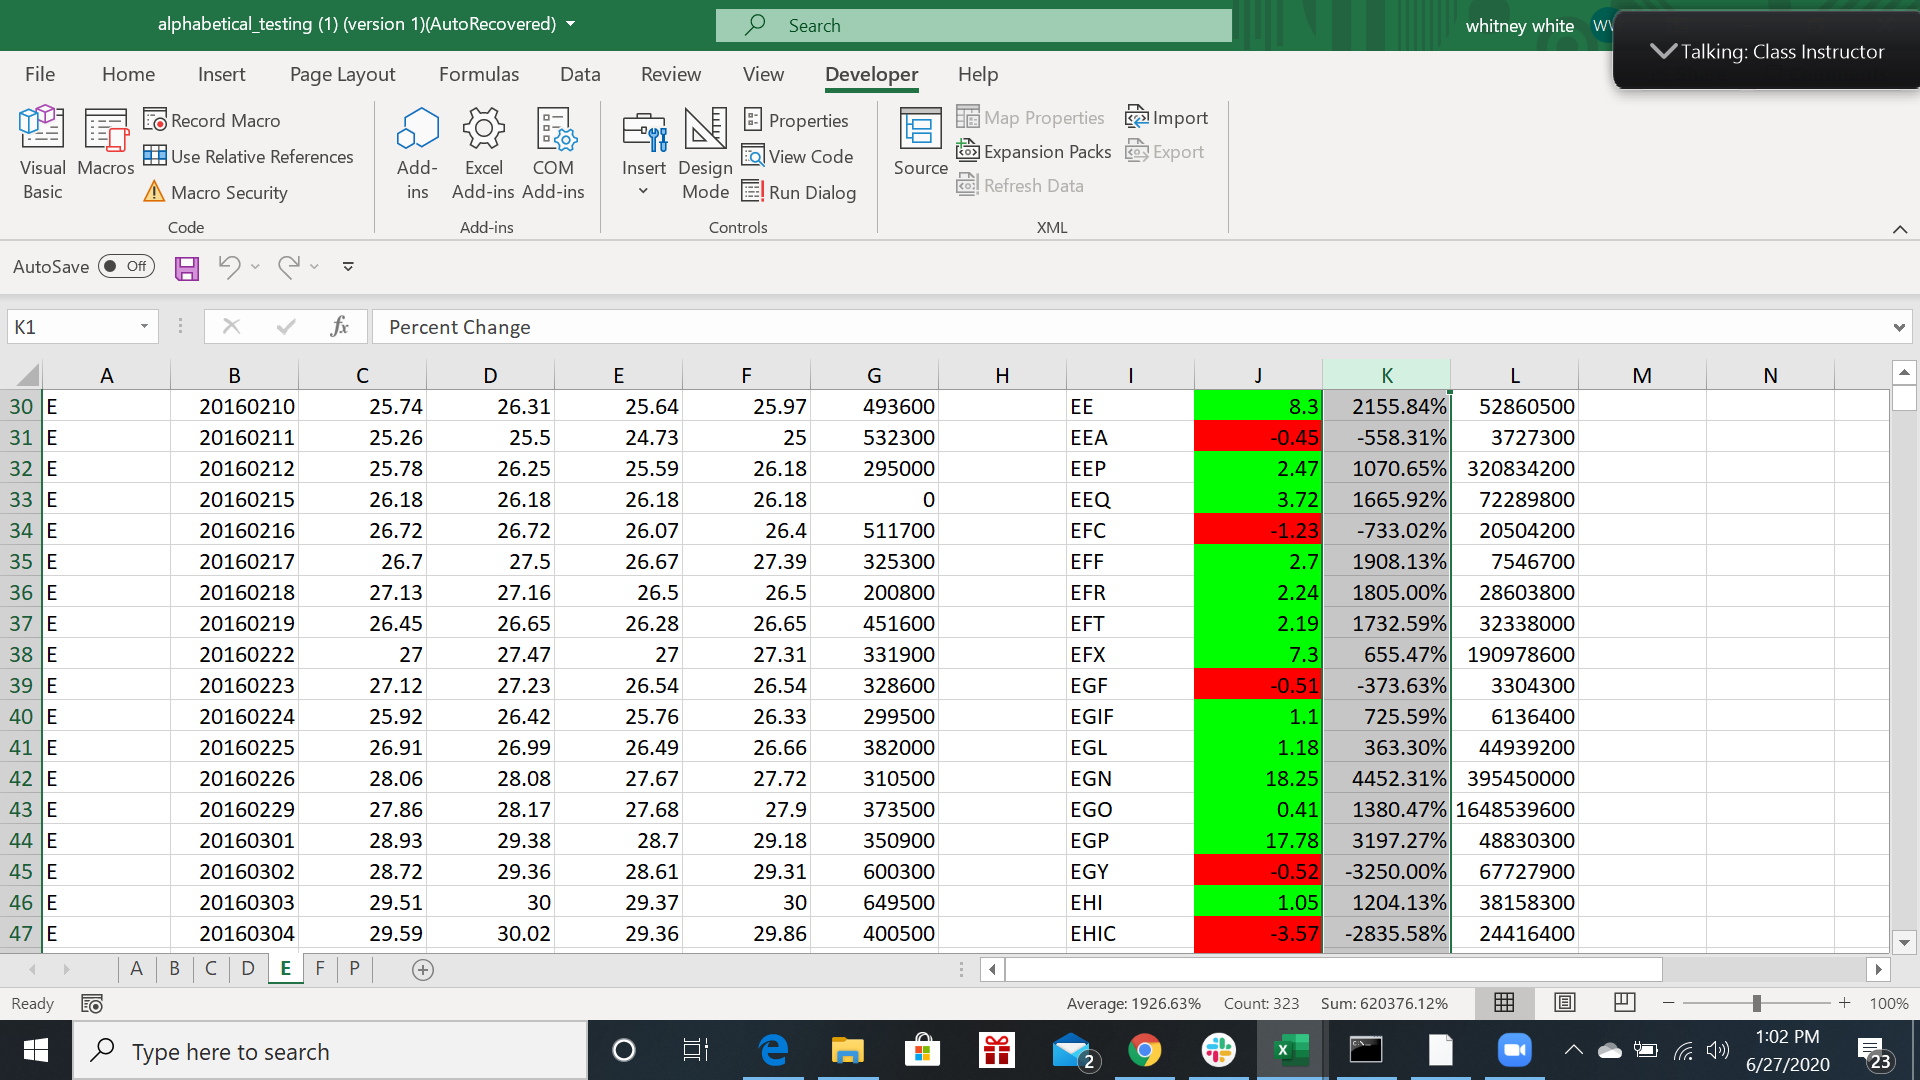 alphabetical_testing (1) (version 1)(AutoRecovered)
Search
whitney white
Talking: Class Instructor
File Home Insert Page Layout Formulas Data Review View Developer Help
Visual Basic
Macros
Record Macro
Use Relative References
Macro Security
Code
Add-ins
Excel Add-ins
COM Add-ins
Add-ins
Insert
Design Mode
Properties
View Code
Run Dialog
Controls
Source
Map Properties
Expansion Packs
Refresh Data
Import
Export
XML
AutoSave Off
K1 fx Percent Change
A B C D E F G H I J K L M N
30 E 20160210 25.74 26.31 25.64 25.97 493600 EE 8.3 2155.84% 52860500
31 E 20160211 25.26 25.5 24.73 25 532300 EEA -0.45 -558.31% 3727300
32 E 20160212 25.78 26.25 25.59 26.18 295000 EEP 2.47 1070.65% 320834200
33 E 20160215 26.18 26.18 26.18 26.18 0 EEQ 3.72 1665.92% 72289800
34 E 20160216 26.72 26.72 26.07 26.4 511700 EFC -1.23 -733.02% 20504200
35 E 20160217 26.7 27.5 26.67 27.39 325300 EFF 2.7 1908.13% 7546700
36 E 20160218 27.13 27.16 26.5 26.5 200800 EFR 2.24 1805.00% 28603800
37 E 20160219 26.45 26.65 26.28 26.65 451600 EFT 2.19 1732.59% 32338000
38 E 20160222 27 27.47 27 27.31 331900 EFX 7.3 655.47% 190978600
39 E 20160223 27.12 27.23 26.54 26.54 328600 EGF -0.51 -373.63% 3304300
40 E 20160224 25.92 26.42 25.76 26.33 299500 EGIF 1.1 725.59% 6136400
41 E 20160225 26.91 26.99 26.49 26.66 382000 EGL 1.18 363.30% 44939200
42 E 20160226 28.06 28.08 27.67 27.72 310500 EGN 18.25 4452.31% 395450000
43 E 20160229 27.86 28.17 27.68 27.9 373500 EGO 0.41 1380.47% 1648539600
44 E 20160301 28.93 29.38 28.7 29.18 350900 EGP 17.78 3197.27% 48830300
45 E 20160302 28.72 29.36 28.61 29.31 600300 EGY -0.52 -3250.00% 67727900
46 E 20160303 29.51 30 29.37 30 649500 EHI 1.05 1204.13% 38158300
47 E 20160304 29.59 30.02 29.36 29.86 400500 EHIC -3.57 -2835.58% 24416400
A B C D E F P
Ready Average: 1926.63% Count: 323 Sum: 620376.12% 100%
Type here to search
2
1:02 PM
6/27/2020
23